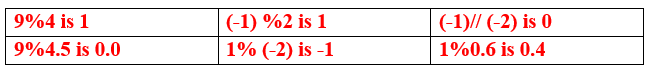 9%4 is 1 (-1) %2 is 1 (-1)// (-2) is 0
9%4.5 is 0.0 1% (-2) is -1 1%0.6 is 0.4